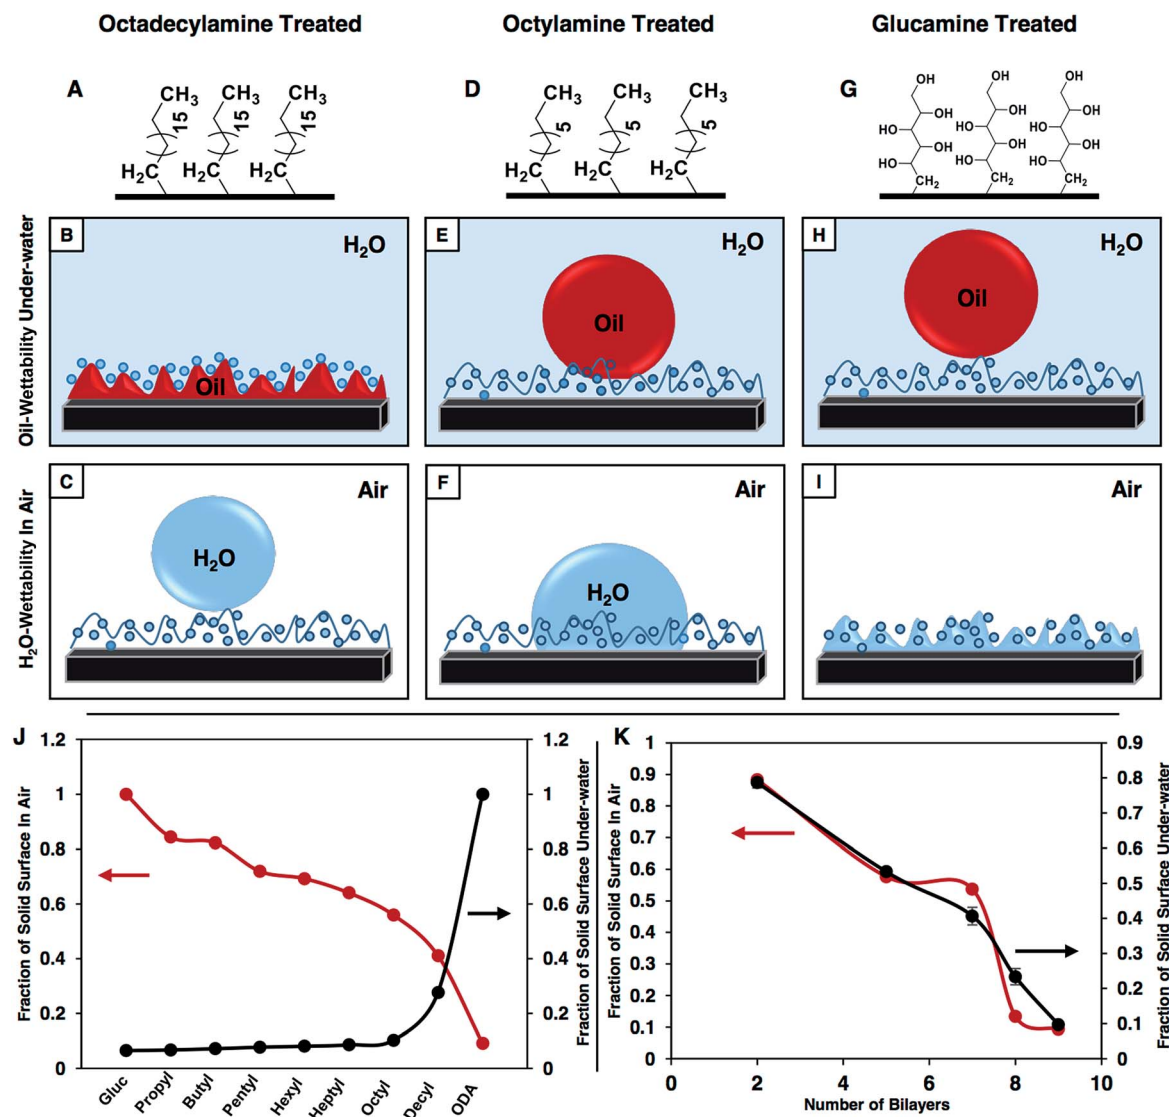 Octadecylamine Treated
Octylamine Treated
Glucamine Treated
A
CH3 CH3 CH3
15 15 15
H2C H2C H2C
D
CH3 CH3 CH3
5 5 5
H2C H2C H2C
G
OH OH OH
OH OH OH
HO HO HO
OH OH
HO HO HO
CH2 CH2 CH2
Oil-Wettability Under-water
B
H2O
Oil
E
H2O
Oil
H
H2O
Oil
H2O-Wettability In Air
C
Air
H2O
F
Air
H2O
I
Air
J
Fraction of Solid Surface In Air
1.2
1
0.8
0.6
0.4
0.2
0
1.2
1
0.8
0.6
0.4
0.2
0
Fraction of Solid Surface Under-water
Gluc
Propyl
Butyl
Pentyl
Hexyl
Heptyl
Octyl
Decyl
ODA
K
Fraction of Solid Surface In Air
1
0.9
0.8
0.7
0.6
0.5
0.4
0.3
0.2
0.1
0
0.9
0.8
0.7
0.6
0.5
0.4
0.3
0.2
0.1
0
Fraction of Solid Surface Under-water
0 2 4 6 8 10
Number of Bilayers